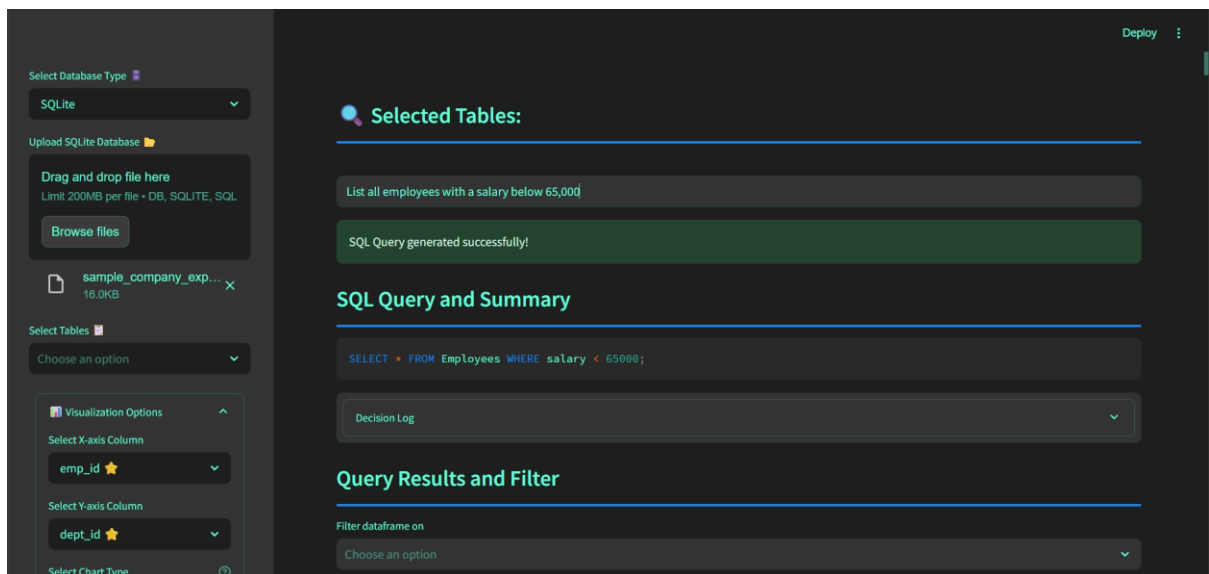 Deploy
Select Database Type
SQLite
Upload SQLite Database
Drag and drop file here
Limit 200MB per file • DB, SQLITE, SQL
Browse files
sample_company_exp...
16.0KB
Select Tables
Choose an option
Visualization Options
Select X-axis Column
emp_id
Select Y-axis Column
dept_id
Select Chart Type
Selected Tables:
List all employees with a salary below 65,000
SQL Query generated successfully!
SQL Query and Summary
SELECT * FROM Employees WHERE salary < 65000;
Decision Log
Query Results and Filter
Filter dataframe on
Choose an option